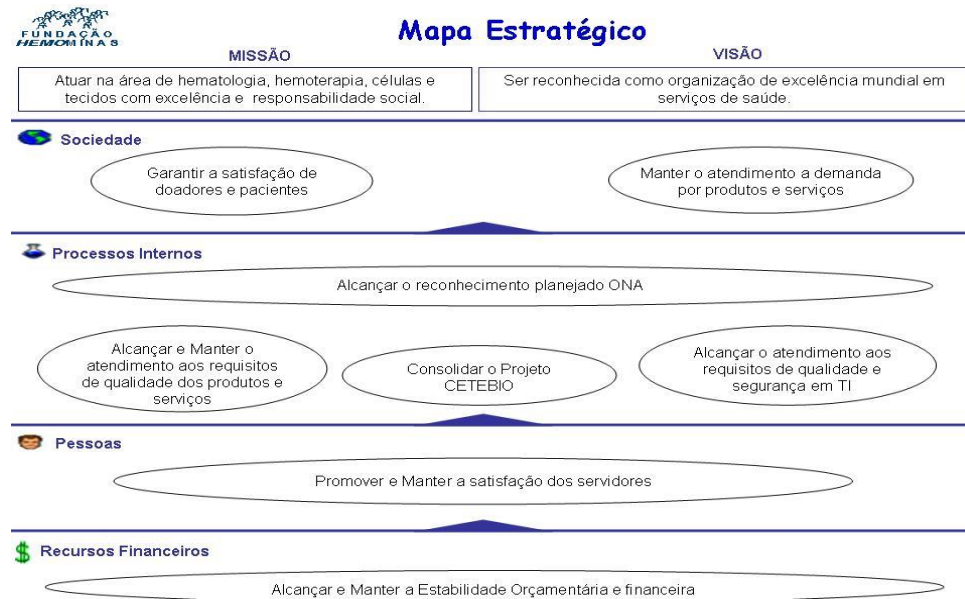 FUNDAÇÃO
HEMOMINAS
Mapa Estratégico
MISSÃO
Atuar na área de hematologia, hemoterapia, células e
tecidos com excelência e responsabilidade social.
VISÃO
Ser reconhecida como organização de excelência mundial em
serviços de saúde.
Sociedade
Garantir a satisfação de
doadores e pacientes
Manter o atendimento a demanda
por produtos e serviços
Processos Internos
Alcançar o reconhecimento planejado ONA
Alcançar e Manter o
atendimento aos requisitos
de qualidade dos produtos e
serviços
Consolidar o Projeto
CETEBIO
Alcançar o atendimento aos
requisitos de qualidade e
segurança em TI
Pessoas
Promover e Manter a satisfação dos servidores
$ Recursos Financeiros
Alcançar e Manter a Estabilidade Orçamentária e financeira